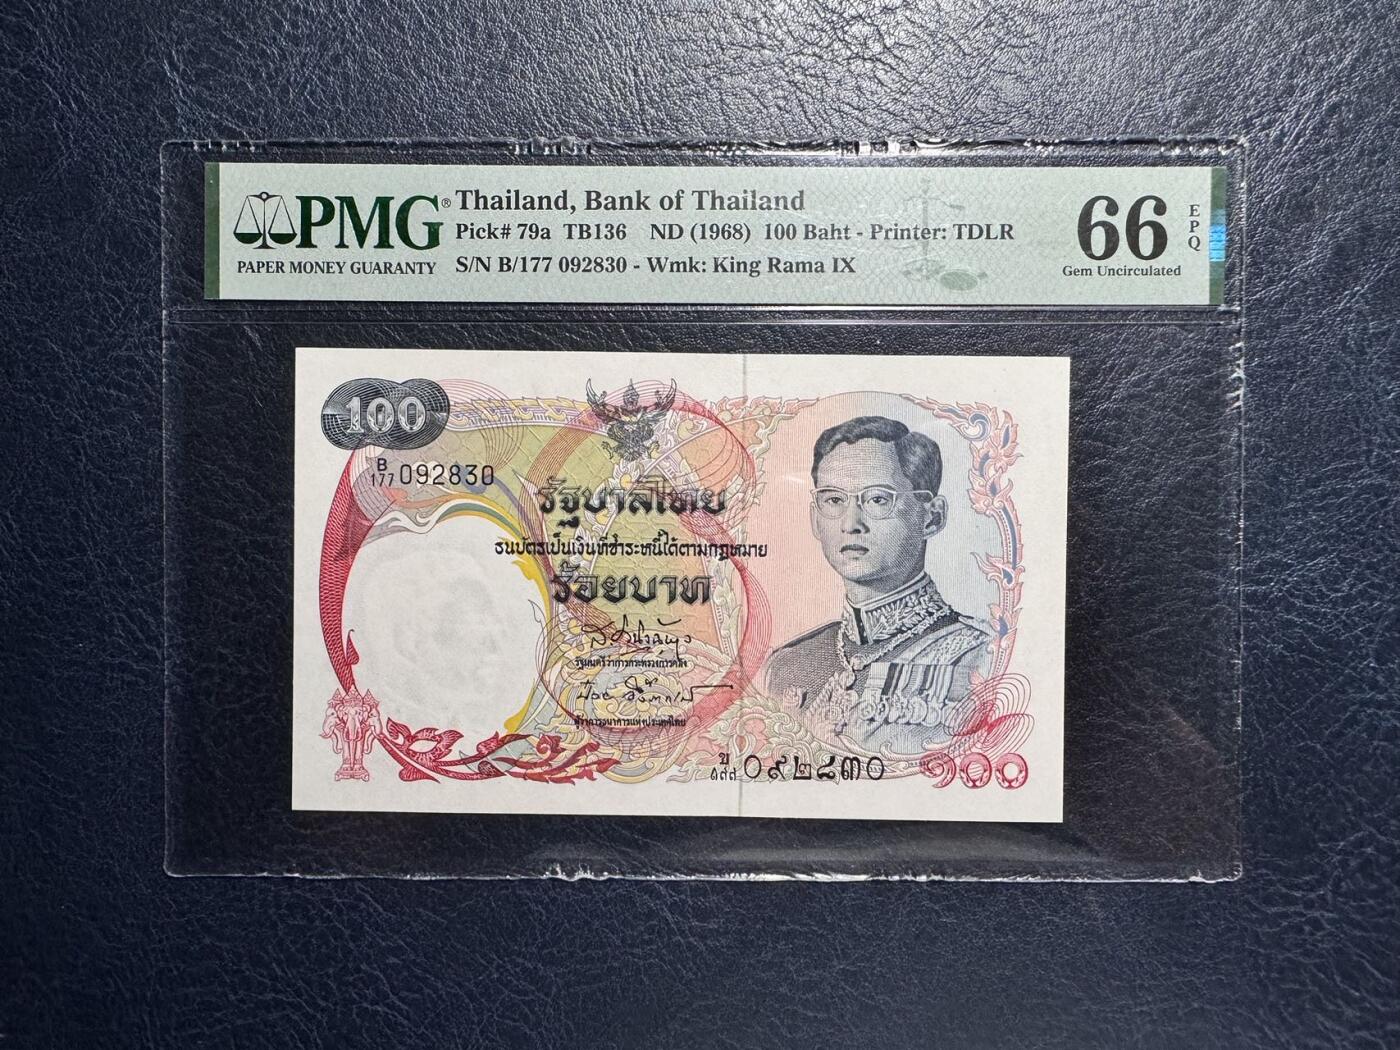 PMG® Thailand, Bank of Thailand
Pick# 79a TB136 ND (1968) 100 Baht - Printer: TDLR
PAPER MONEY GUARANTY S/N B/177 092830 - Wmk: King Rama IX
66 EPQ
Gem Uncirculated
100
B/177 092830
รัฐบาลไทย
ธนบัตรเป็นเงินที่ชำระหนี้ได้ตามกฎหมาย
ร้อยบาท
รัฐมนตรีว่าการกระทรวงการคลัง
ผู้ว่าการธนาคารแห่งประเทศไทย
ข/๑๗๗ ๐๙๒๘๓๐
๑๐๐